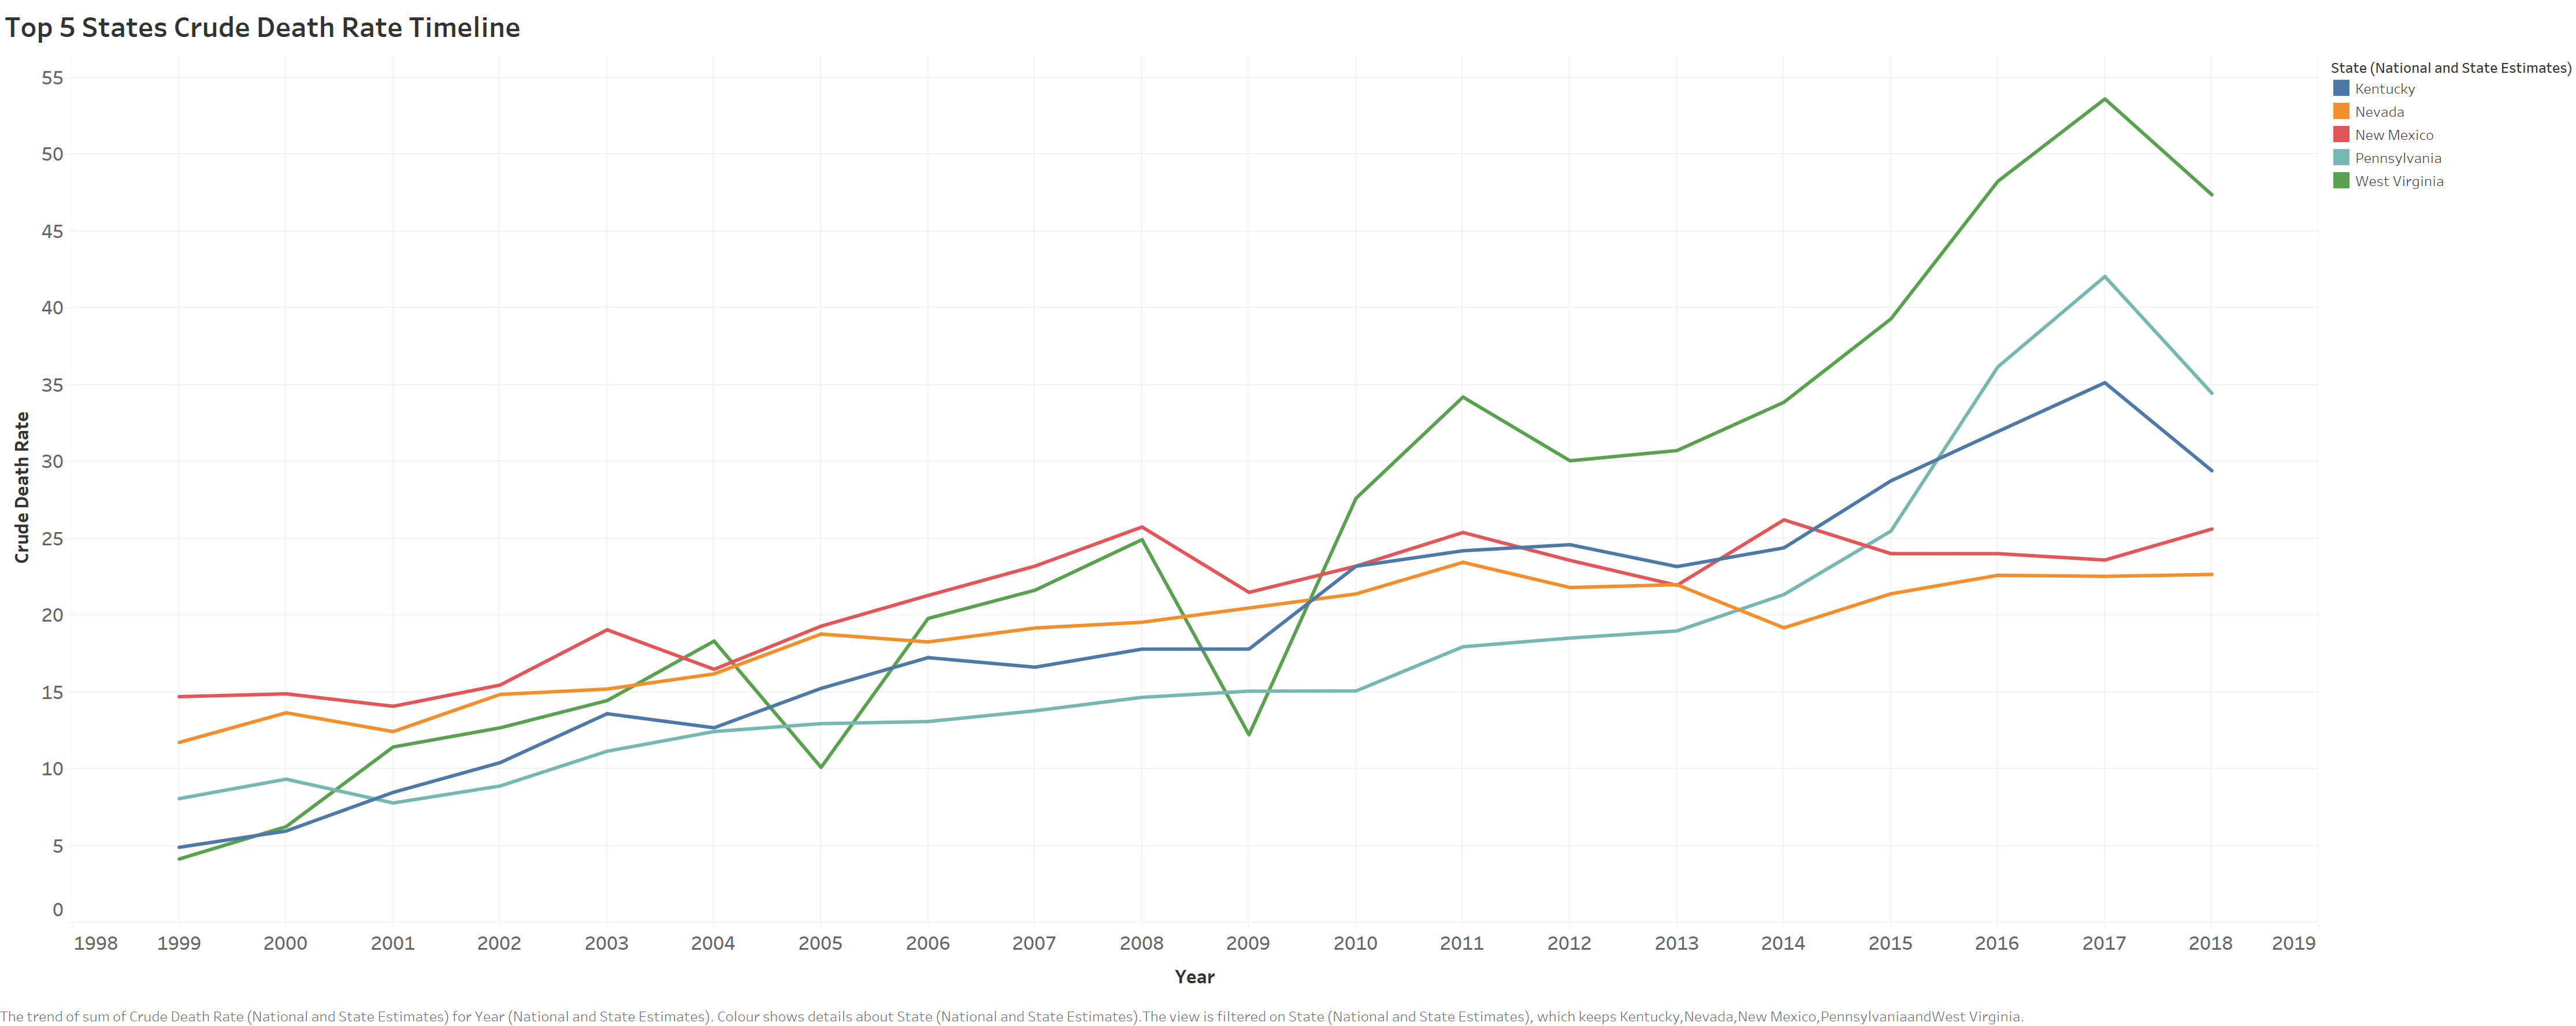 Top 5 States Crude Death Rate Timeline
State (National and State Estimates)
Kentucky
Nevada
New Mexico
Pennsylvania
West Virginia
55
50
45
40
35
30
25
20
15
10
5
0
Crude Death Rate
1998 1999 2000 2001 2002 2003 2004 2005 2006 2007 2008 2009 2010 2011 2012 2013 2014 2015 2016 2017 2018 2019
Year
The trend of sum of Crude Death Rate (National and State Estimates) for Year (National and State Estimates). Colour shows details about State (National and State Estimates).The view is filtered on State (National and State Estimates), which keeps Kentucky,Nevada,New Mexico,PennsylvaniaandWest Virginia.